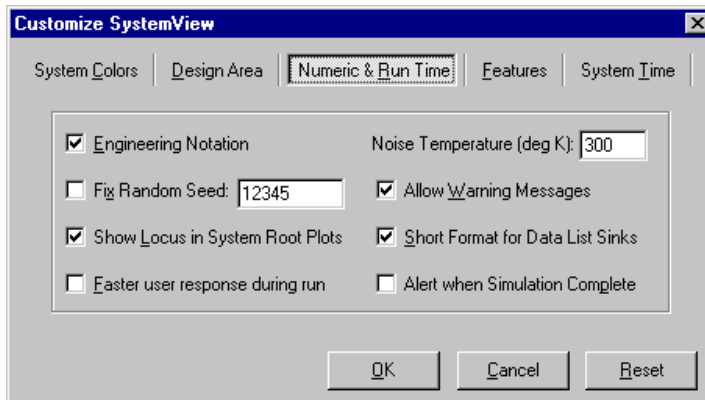 Customize SystemView
System Colors Design Area Numeric & Run Time Features System Time
Engineering Notation Noise Temperature (deg K): 300
Fix Random Seed: 12345 Allow Warning Messages
Show Locus in System Root Plots Short Format for Data List Sinks
Faster user response during run Alert when Simulation Complete
OK Cancel Reset